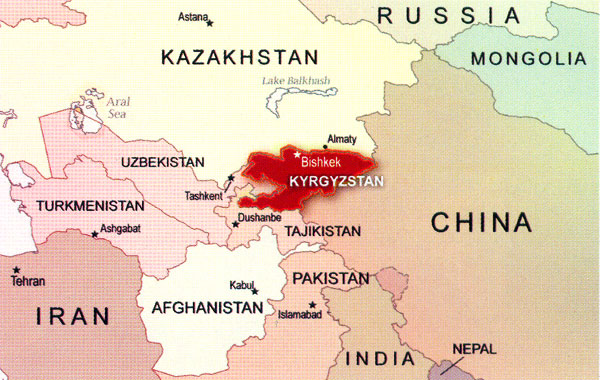 RUSSIA
Astana
KAZAKHSTAN
MONGOLIA
Lake Balkhash
Aral
Sea
Almaty
Bishkek
UZBEKISTAN
KYRGYZSTAN
Tashkent
TURKMENISTAN
Dushanbe
CHINA
Ashgabat
TAJIKISTAN
Tehran
PAKISTAN
Kabul
AFGHANISTAN
Islamabad
IRAN
INDIA
NEPAL